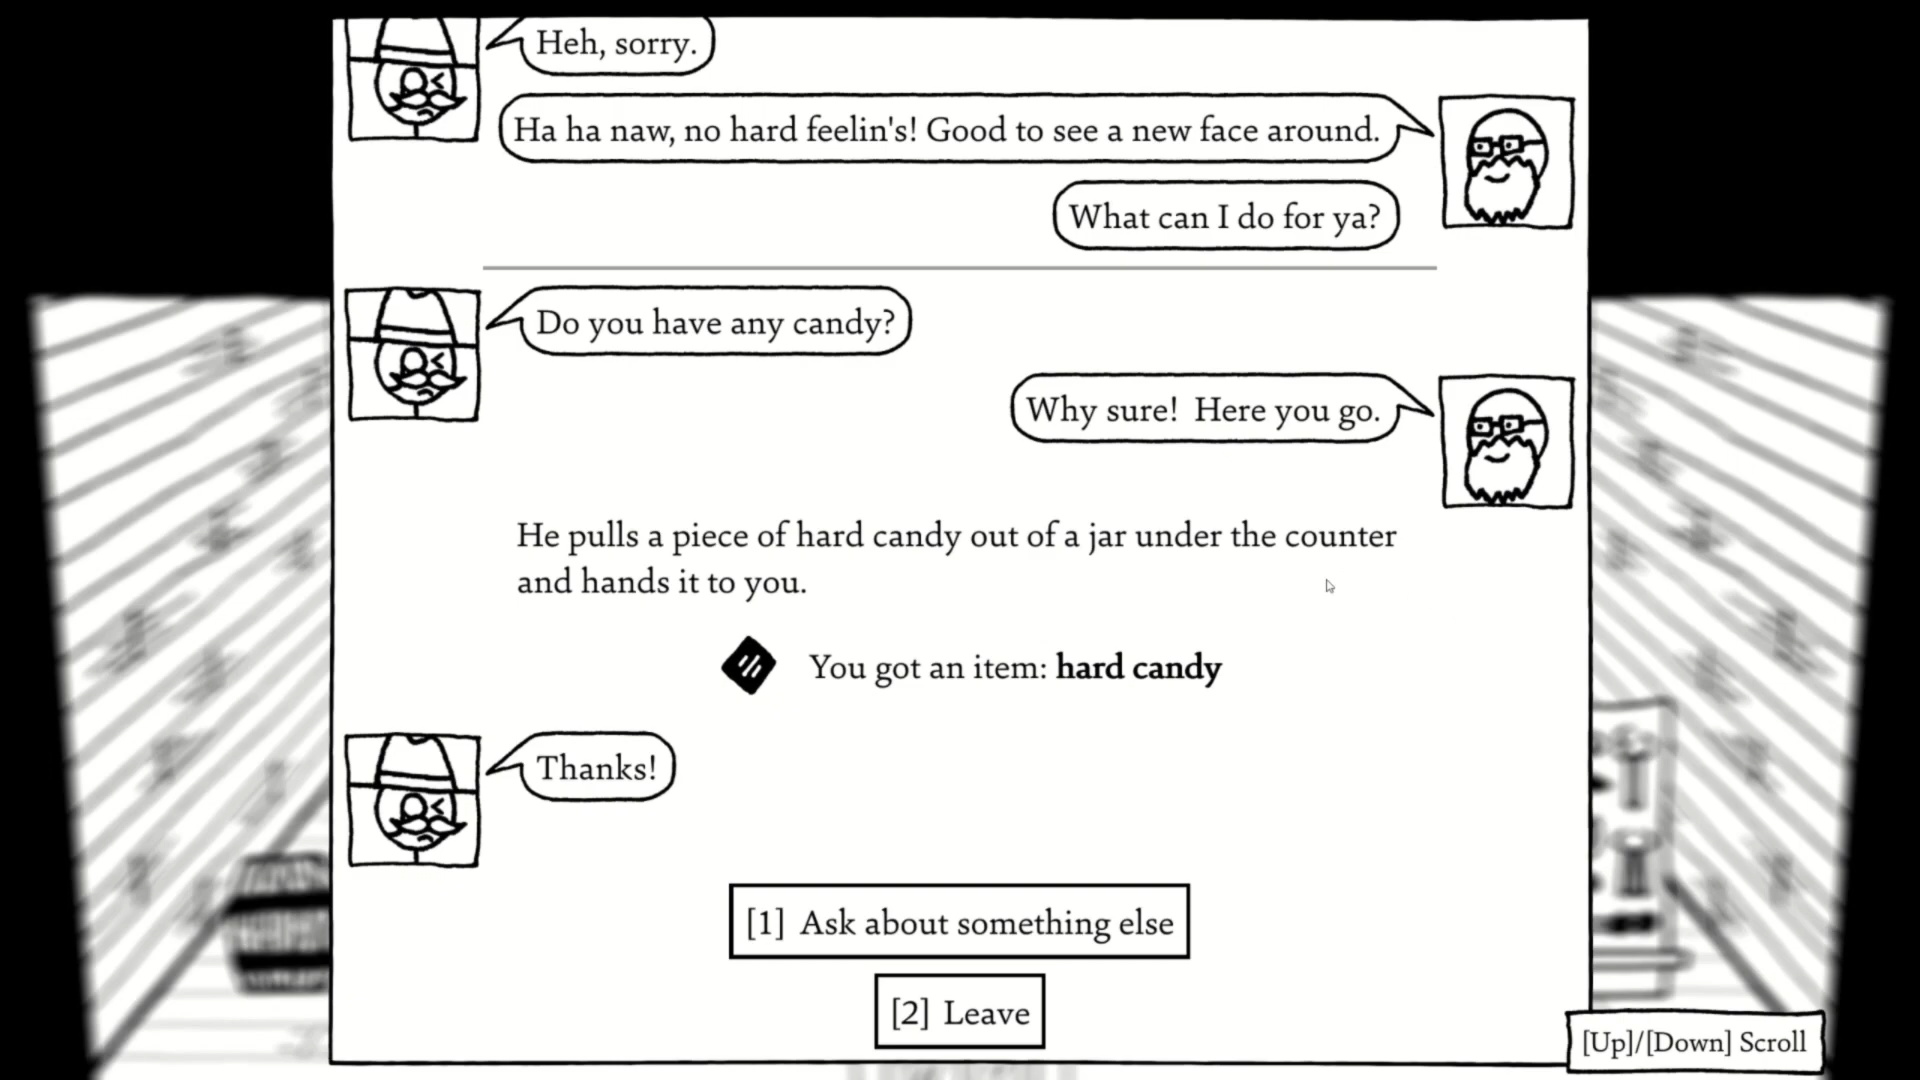 Heh, sorry.
Ha ha naw, no hard feelin's! Good to see a new face around.
What can I do for ya?
Do you have any candy?
Why sure!  Here you go.
He pulls a piece of hard candy out of a jar under the counter
and hands it to you.
You got an item: hard candy
Thanks!
[1] Ask about something else
[2] Leave
[Up]/[Down] Scroll